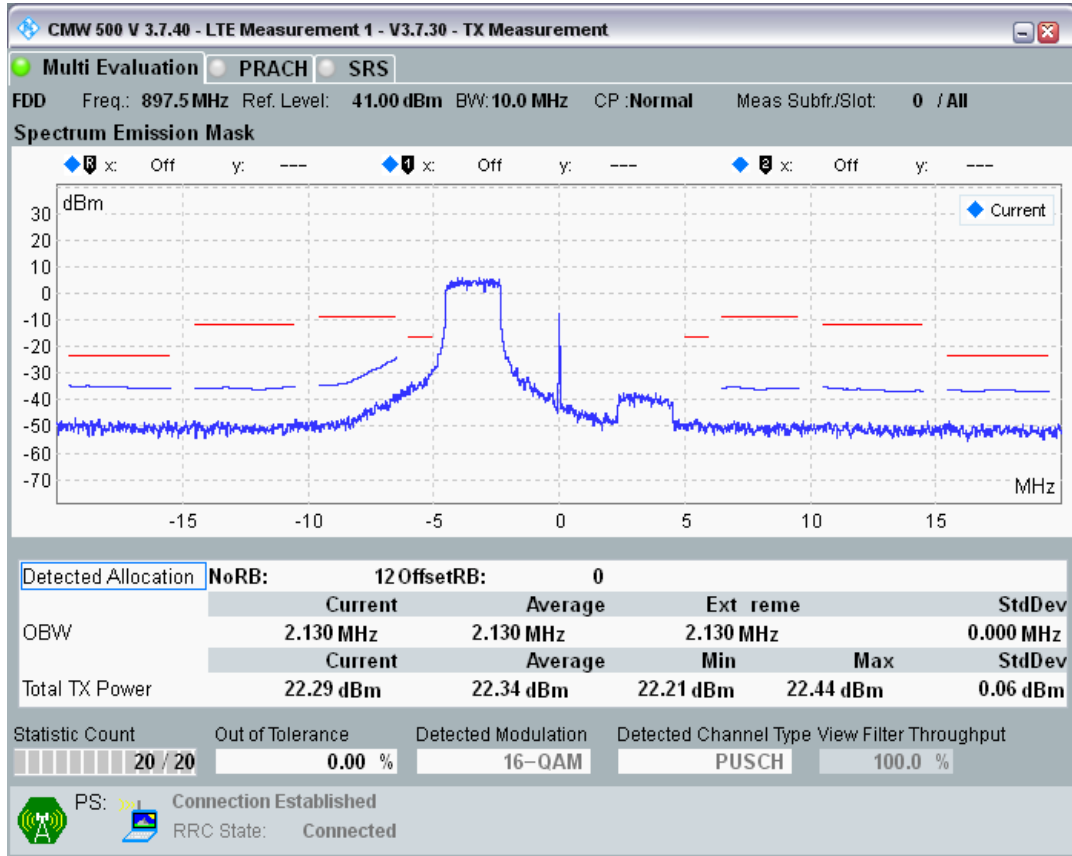 CMW 500 V 3.7.40 - LTE Measurement 1 - V3.7.30 - TX Measurement
Multi Evaluation PRACH SRS
FDD Freq.: 897.5 MHz Ref. Level: 41.00 dBm BW: 10.0 MHz CP :Normal Meas Subfr./Slot: 0 / All
Spectrum Emission Mask
R x: Off y: --- 1 x: Off y: --- 2 x: Off y: ---
dBm
Current
30
20
10
0
-10
-20
-30
-40
-50
-60
-70
MHz
-15 -10 -5 0 5 10 15
Detected Allocation NoRB: 12 OffsetRB: 0
Current Average Ext reme StdDev
OBW 2.130 MHz 2.130 MHz 2.130 MHz 0.000 MHz
Current Average Min Max StdDev
Total TX Power 22.29 dBm 22.34 dBm 22.21 dBm 22.44 dBm 0.06 dBm
Statistic Count Out of Tolerance Detected Modulation Detected Channel Type View Filter Throughput
20 / 20 0.00 % 16-QAM PUSCH 100.0 %
PS: Connection Established
RRC State: Connected